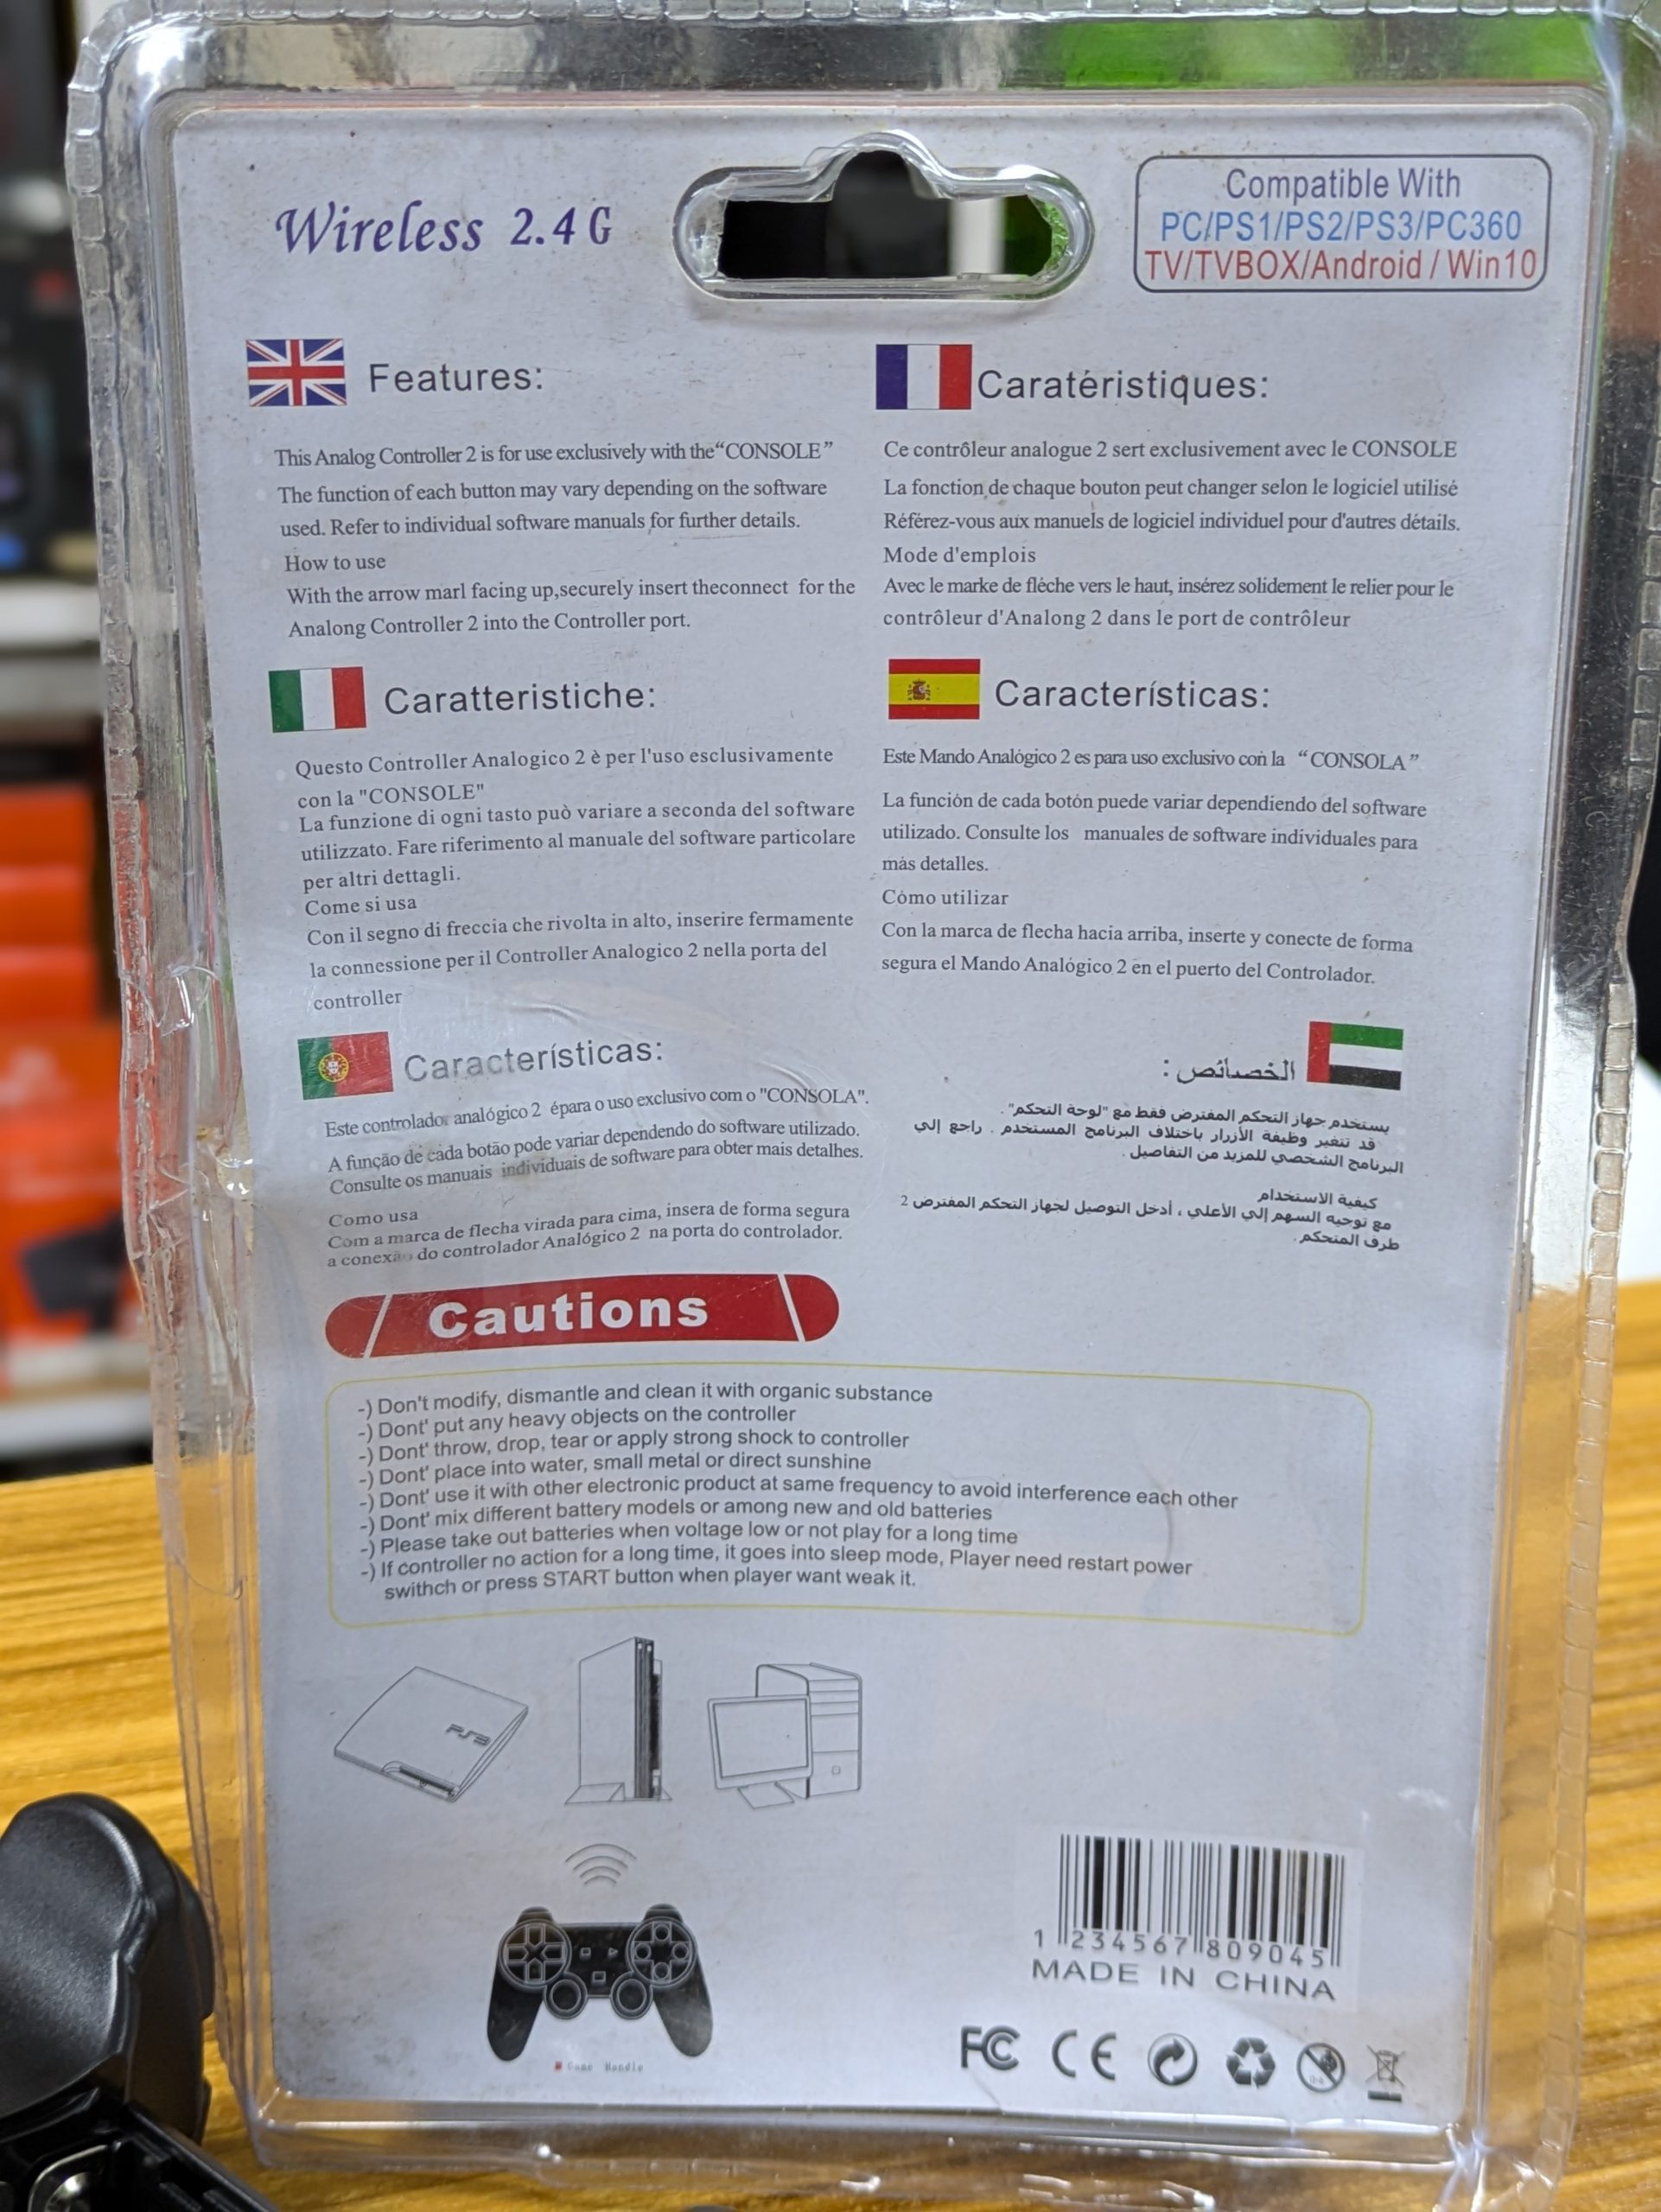 Wireless 2.4G
Compatible With
PC/PS1/PS2/PS3/PC360
TV/TVBOX/Android / Win10
Features:
This Analog Controller 2 is for use exclusively with the“CONSOLE”
The function of each button may vary depending on the software
used. Refer to individual software manuals for further details.
How to use
With the arrow marl facing up,securely insert theconnect for the
Analong Controller 2 into the Controller port.
Caratéristiques:
Ce contrôleur analogue 2 sert exclusivement avec le CONSOLE
La fonction de chaque bouton peut changer selon le logiciel utilisé
Référez-vous aux manuels de logiciel individuel pour d'autres détails.
Mode d'emplois
Avec le marke de fléche vers le haut, insérez solidement le relier pour le
contrôleur d'Analong 2 dans le port de contrôleur
Caratteristiche:
Questo Controller Analogico 2 è per l'uso esclusivamente
con la "CONSOLE"
La funzione di ogni tasto può variare a seconda del software
utilizzato. Fare riferimento al manuale del software particolare
per altri dettagli.
Come si usa
Con il segno di freccia che rivolta in alto, inserire fermamente
la connessione per il Controller Analogico 2 nella porta del
controller
Características:
Este Mando Analógico 2 es para uso exclusivo con la “CONSOLA”
La función de cada botón puede variar dependiendo del software
utilizado. Consulte los manuales de software individuales para
más detalles.
Cómo utilizar
Con la marca de flecha hacia arriba, inserte y conecte de forma
segura el Mando Analógico 2 en el puerto del Controlador.
Características:
Este controlador analógico 2 épara o uso exclusivo com o "CONSOLA".
A função de cada botão pode variar dependendo do software utilizado.
Consulte os manuais individuais de software para obter mais detalhes.
Como usa
Com a marca de flecha virada para cima, insera de forma segura
a conexão do controlador Analógico 2 na porta do controlador.
الخصائص :
يستخدم جهاز التحكم المفترض فقط مع "لوحة التحكم" .
قد تتغير وظيفة الأزرار باختلاف البرنامج المستخدم . راجع إلي
البرنامج الشخصي للمزيد من التفاصيل .
كيفية الاستخدام
مع توجيه السهم إلي الأعلي ، أدخل التوصيل لجهاز التحكم المفترض 2
طرف المتحكم .
Cautions
-) Don't modify, dismantle and clean it with organic substance
-) Dont' put any heavy objects on the controller
-) Dont' throw, drop, tear or apply strong shock to controller
-) Dont' place into water, small metal or direct sunshine
-) Dont' use it with other electronic product at same frequency to avoid interference each other
-) Dont' mix different battery models or among new and old batteries
-) Please take out batteries when voltage low or not play for a long time
-) If controller no action for a long time, it goes into sleep mode, Player need restart power
swithch or press START button when player want weak it.
PS3
Game Handle
1 234567 809045
MADE IN CHINA
FC CE